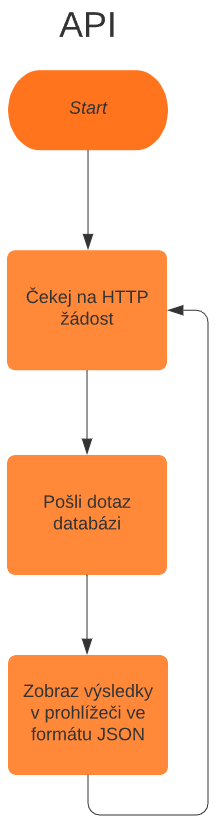 API
Start
Čekej na HTTP
žádost
Pošli dotaz
databázi
Zobraz výsledky
v prohlížeči ve
formátu JSON